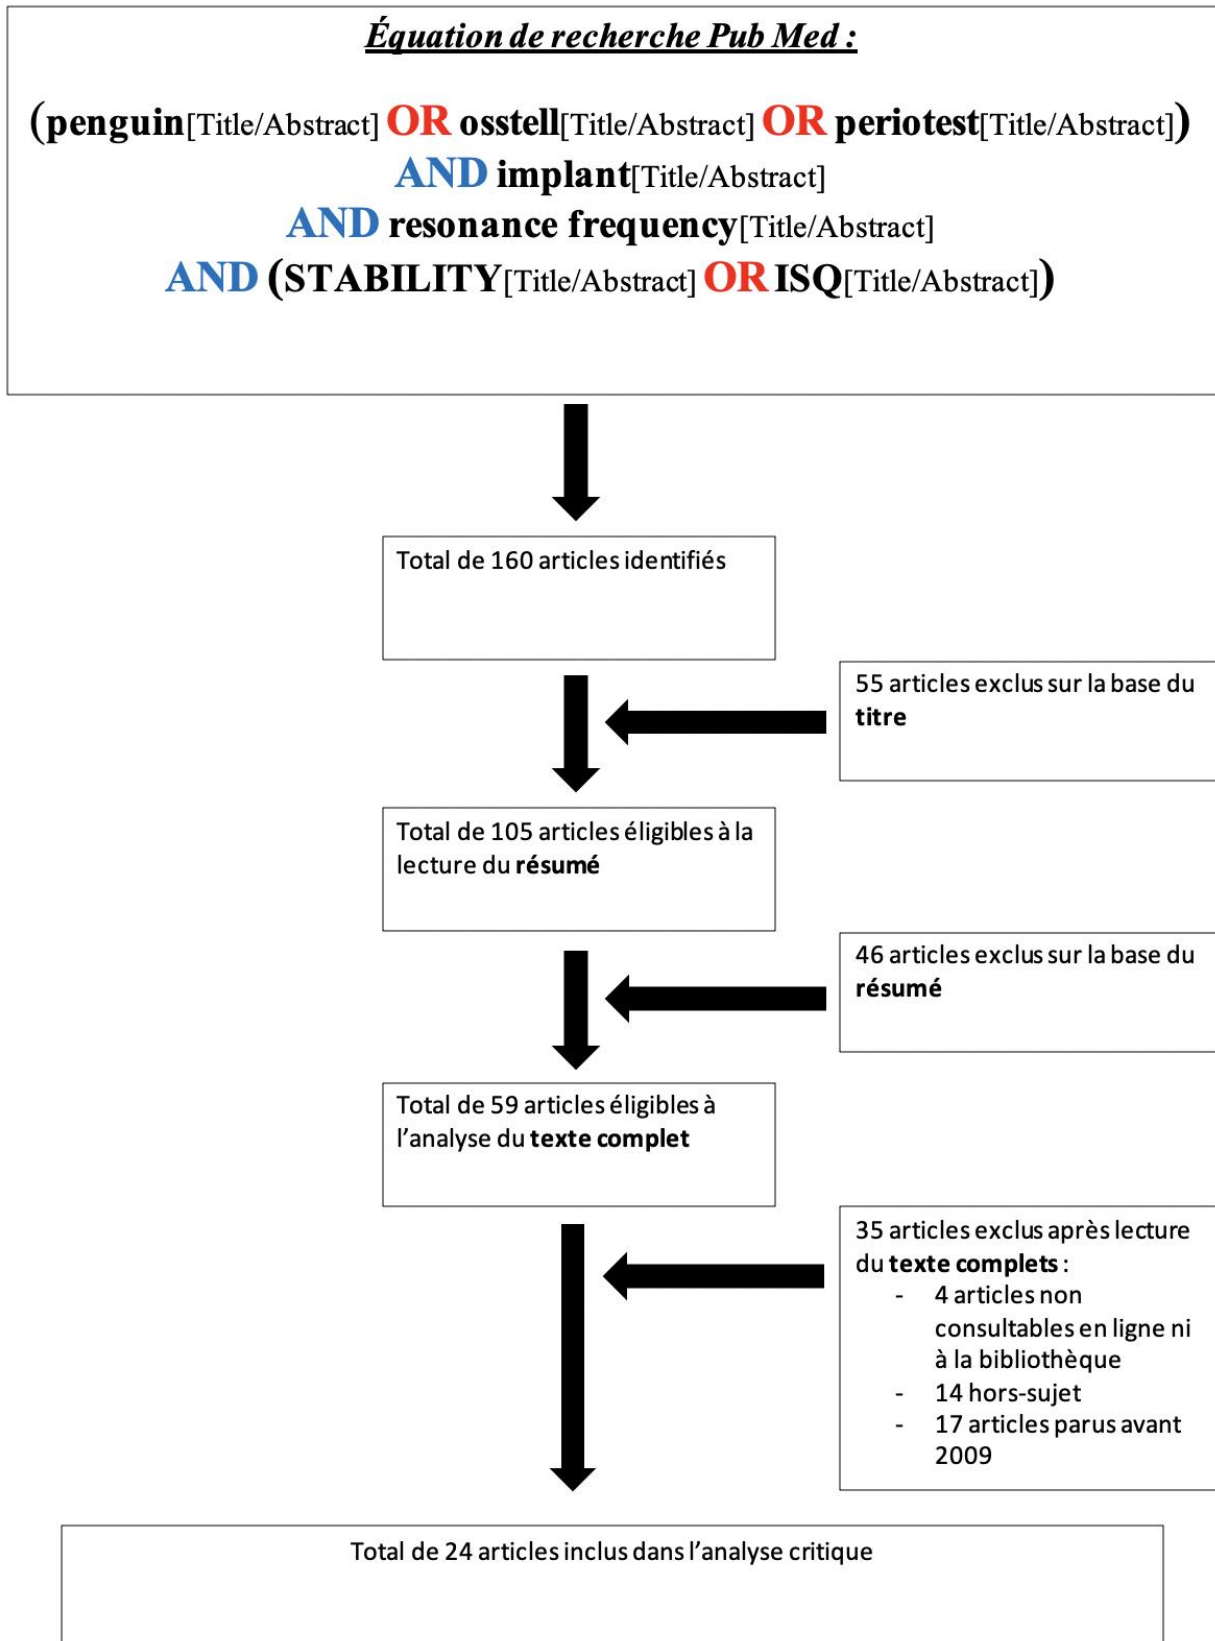 Équation de recherche Pub Med :
(penguin[Title/Abstract] OR osstell[Title/Abstract] OR periotest[Title/Abstract])
AND implant[Title/Abstract]
AND resonance frequency[Title/Abstract]
AND (STABILITY[Title/Abstract] OR ISQ[Title/Abstract])
Total de 160 articles identifiés
55 articles exclus sur la base du
titre
Total de 105 articles éligibles à la
lecture du résumé
46 articles exclus sur la base du
résumé
Total de 59 articles éligibles à
l’analyse du texte complet
35 articles exclus après lecture
du texte complets :
- 4 articles non
consultables en ligne ni
à la bibliothèque
- 14 hors-sujet
- 17 articles parus avant
2009
Total de 24 articles inclus dans l’analyse critique